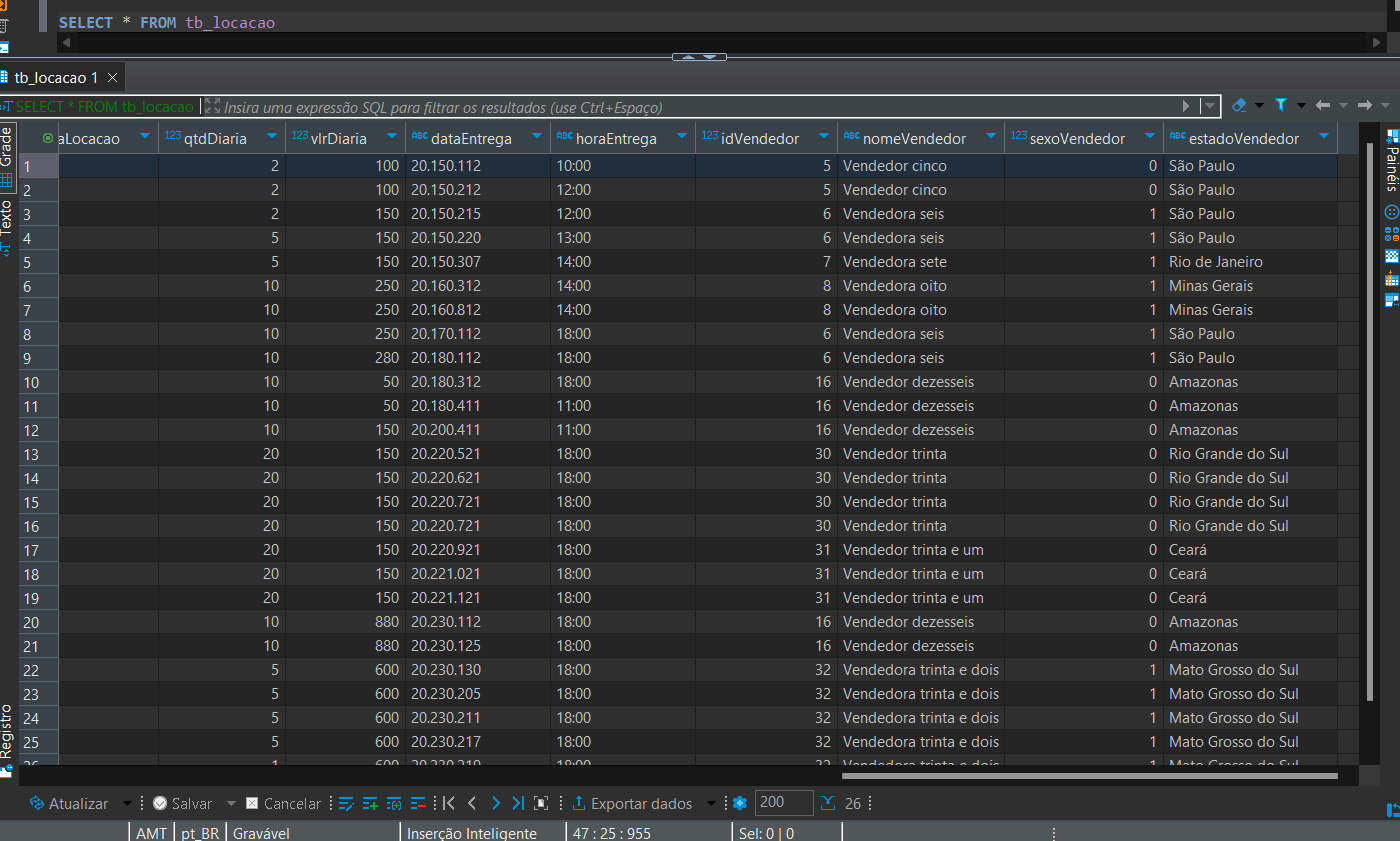 SELECT * FROM tb_locacao
tb_locacao 1
SELECT * FROM tb_locacao Insira uma expressão SQL para filtrar os resultados (use Ctrl+Espaço)
Grade
Texto
Registro
Painéis
aLocacao 123 qtdDiaria 123 vlrDiaria ABC dataEntrega ABC horaEntrega 123 idVendedor ABC nomeVendedor 123 sexoVendedor ABC estadoVendedor
1 2 100 20.150.112 10:00 5 Vendedor cinco 0 São Paulo
2 2 100 20.150.212 12:00 5 Vendedor cinco 0 São Paulo
3 2 150 20.150.215 12:00 6 Vendedora seis 1 São Paulo
4 5 150 20.150.220 13:00 6 Vendedora seis 1 São Paulo
5 5 150 20.150.307 14:00 7 Vendedora sete 1 Rio de Janeiro
6 10 250 20.160.312 14:00 8 Vendedora oito 1 Minas Gerais
7 10 250 20.160.812 14:00 8 Vendedora oito 1 Minas Gerais
8 10 250 20.170.112 18:00 6 Vendedora seis 1 São Paulo
9 10 280 20.180.112 18:00 6 Vendedora seis 1 São Paulo
10 10 50 20.180.312 18:00 16 Vendedor dezesseis 0 Amazonas
11 10 50 20.180.411 11:00 16 Vendedor dezesseis 0 Amazonas
12 10 150 20.200.411 11:00 16 Vendedor dezesseis 0 Amazonas
13 20 150 20.220.521 18:00 30 Vendedor trinta 0 Rio Grande do Sul
14 20 150 20.220.621 18:00 30 Vendedor trinta 0 Rio Grande do Sul
15 20 150 20.220.721 18:00 30 Vendedor trinta 0 Rio Grande do Sul
16 20 150 20.220.721 18:00 30 Vendedor trinta 0 Rio Grande do Sul
17 20 150 20.220.921 18:00 31 Vendedor trinta e um 0 Ceará
18 20 150 20.221.021 18:00 31 Vendedor trinta e um 0 Ceará
19 20 150 20.221.121 18:00 31 Vendedor trinta e um 0 Ceará
20 10 880 20.230.112 18:00 16 Vendedor dezesseis 0 Amazonas
21 10 880 20.230.125 18:00 16 Vendedor dezesseis 0 Amazonas
22 5 600 20.230.130 18:00 32 Vendedora trinta e dois 1 Mato Grosso do Sul
23 5 600 20.230.205 18:00 32 Vendedora trinta e dois 1 Mato Grosso do Sul
24 5 600 20.230.211 18:00 32 Vendedora trinta e dois 1 Mato Grosso do Sul
25 5 600 20.230.217 18:00 32 Vendedora trinta e dois 1 Mato Grosso do Sul
Atualizar Salvar Cancelar Exportar dados 200 26
AMT pt_BR Gravável Inserção Inteligente 47 : 25 : 955 Sel: 0 | 0